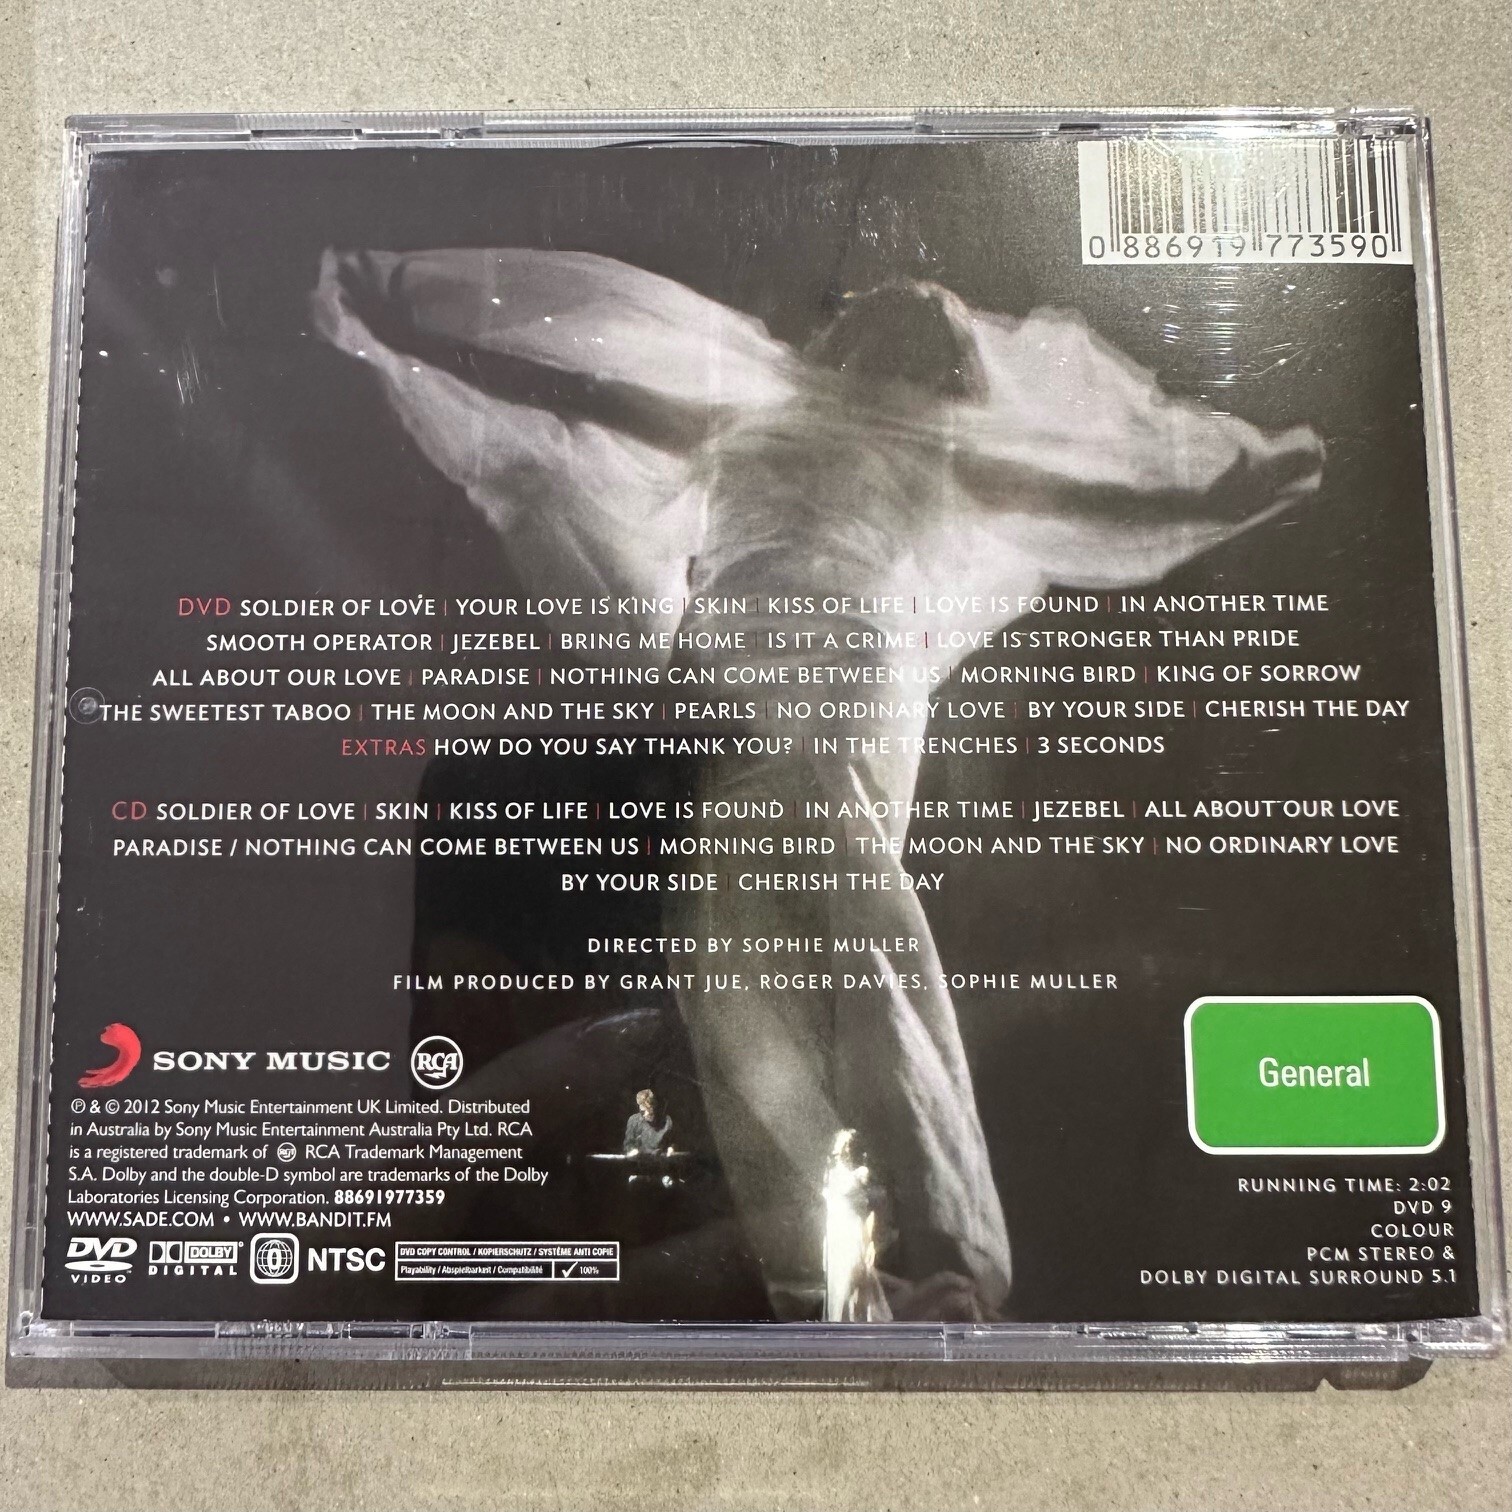 0 886919 773590
DVD SOLDIER OF LOVE | YOUR LOVE IS KING | SKIN | KISS OF LIFE | LOVE IS FOUND | IN ANOTHER TIME
SMOOTH OPERATOR | JEZEBEL | BRING ME HOME | IS IT A CRIME | LOVE IS STRONGER THAN PRIDE
ALL ABOUT OUR LOVE | PARADISE | NOTHING CAN COME BETWEEN US | MORNING BIRD | KING OF SORROW
THE SWEETEST TABOO | THE MOON AND THE SKY | PEARLS | NO ORDINARY LOVE | BY YOUR SIDE | CHERISH THE DAY
EXTRAS HOW DO YOU SAY THANK YOU? | IN THE TRENCHES | 3 SECONDS
CD SOLDIER OF LOVE | SKIN | KISS OF LIFE | LOVE IS FOUND | IN ANOTHER TIME | JEZEBEL | ALL ABOUT OUR LOVE
PARADISE / NOTHING CAN COME BETWEEN US | MORNING BIRD | THE MOON AND THE SKY | NO ORDINARY LOVE
BY YOUR SIDE | CHERISH THE DAY
DIRECTED BY SOPHIE MULLER
FILM PRODUCED BY GRANT JUE, ROGER DAVIES, SOPHIE MULLER
SONY MUSIC RCA
℗ & © 2012 Sony Music Entertainment UK Limited. Distributed
in Australia by Sony Music Entertainment Australia Pty Ltd. RCA
is a registered trademark of RCA RCA Trademark Management
S.A. Dolby and the double-D symbol are trademarks of the Dolby
Laboratories Licensing Corporation. 88691977359
WWW.SADE.COM • WWW.BANDIT.FM
DVD VIDEO
DOLBY DIGITAL
0
NTSC
DVD COPY CONTROL / KOPIERSCHUTZ / SYSTÈME ANTI COPIE
Playability / Abspielbarkeit / Compatibilité ✓ 100%
General
RUNNING TIME: 2:02
DVD 9
COLOUR
PCM STEREO &
DOLBY DIGITAL SURROUND 5.1